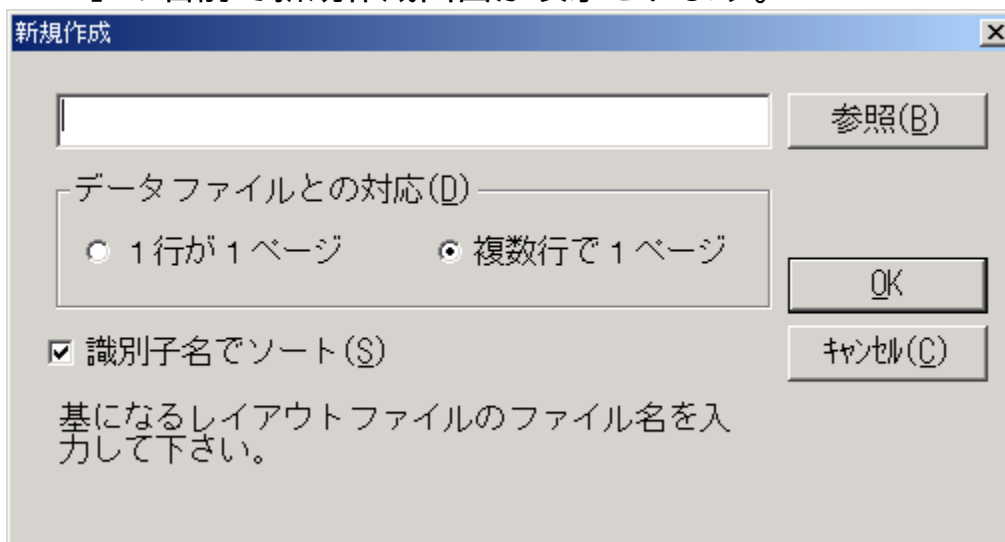 新規作成
参照(B)
データファイルとの対応(D)
1行が1ページ
複数行で1ページ
OK
識別子名でソート(S)
ｷｬﾝｾﾙ(C)
基になるレイアウトファイルのファイル名を入
力して下さい。